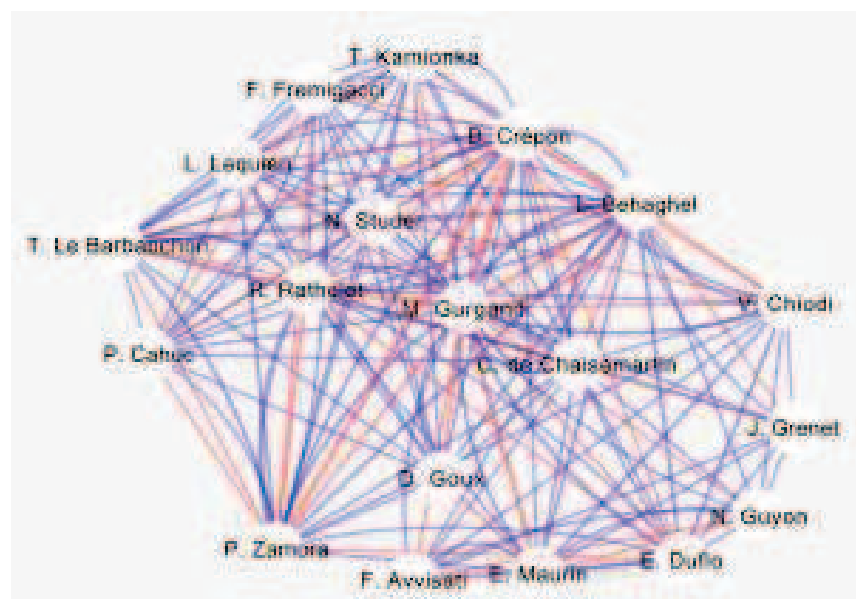 T. Kamionka
F. Fremigacci
B. Crépon
L. Lequien
L. Behaghel
N. Studer
T. Le Barbanchon
R. Rathelot
M. Gurgand
V. Chiodi
P. Cahuc
C. de Chaisemartin
J. Grenet
D. Goux
N. Guyon
P. Zamora
E. Duflo
F. Avvisati
E. Maurin